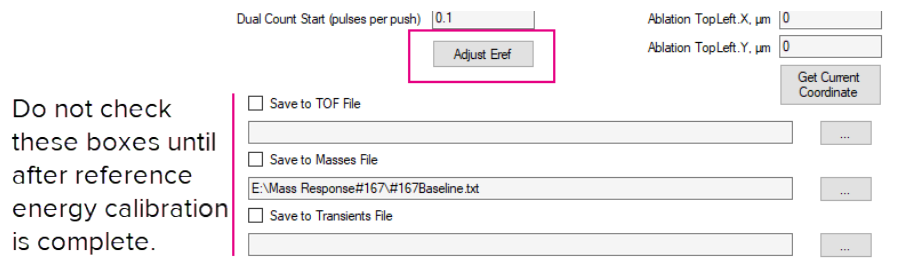 Dual Count Start (pulses per push) 0.1 Ablation TopLeft.X, µm 0
Adjust Eref Ablation TopLeft.Y, µm 0
Get Current
Coordinate
Do not check
these boxes until
after reference
energy calibration
is complete.
Save to TOF File
...
Save to Masses File
E:\Mass Response#167\#167Baseline.txt ...
Save to Transients File
...